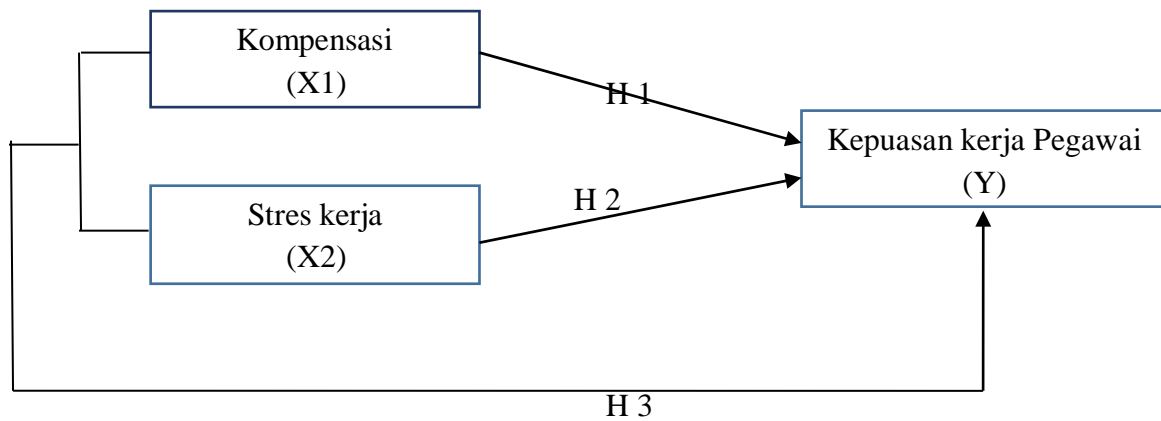 Kompensasi
(X1)
H 1
Kepuasan kerja Pegawai
(Y)
Stres kerja
(X2)
H 2
H 3